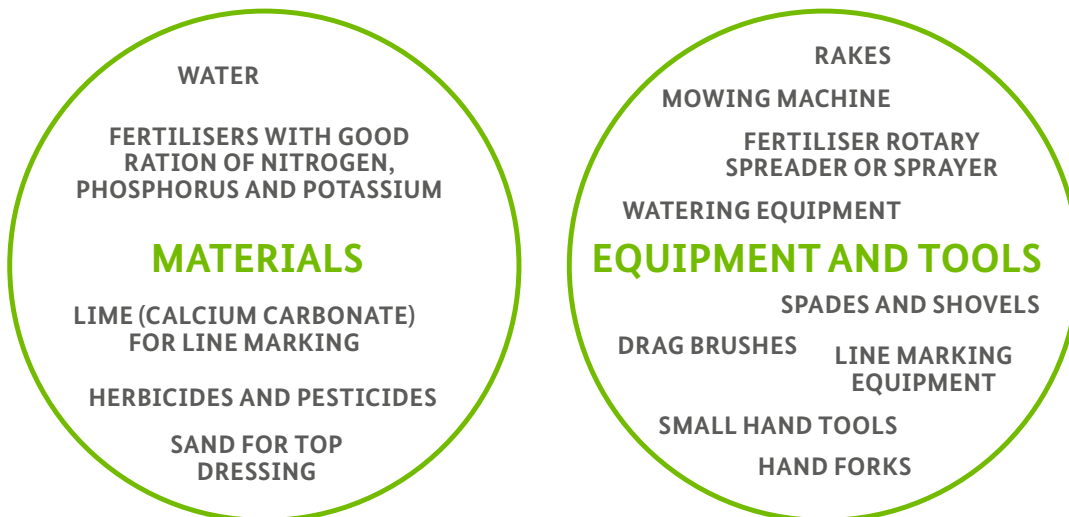 WATER
FERTILISERS WITH GOOD
RATION OF NITROGEN,
PHOSPHORUS AND POTASSIUM
MATERIALS
LIME (CALCIUM CARBONATE)
FOR LINE MARKING
HERBICIDES AND PESTICIDES
SAND FOR TOP
DRESSING
RAKES
MOWING MACHINE
FERTILISER ROTARY
SPREADER OR SPRAYER
WATERING EQUIPMENT
EQUIPMENT AND TOOLS
SPADES AND SHOVELS
DRAG BRUSHES
LINE MARKING
EQUIPMENT
SMALL HAND TOOLS
HAND FORKS